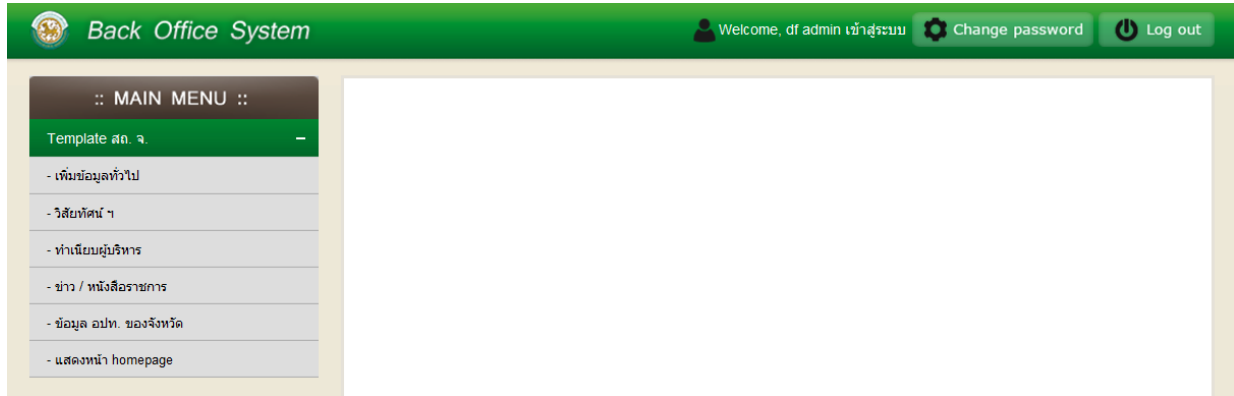 Back Office System
Welcome, df admin เข้าสู่ระบบ
Change password
Log out
:: MAIN MENU ::
Template สถ. จ. –
- เพิ่มข้อมูลทั่วไป
- วิสัยทัศน์ ฯ
- ทำเนียบผู้บริหาร
- ข่าว / หนังสือราชการ
- ข้อมูล อปท. ของจังหวัด
- แสดงหน้า homepage